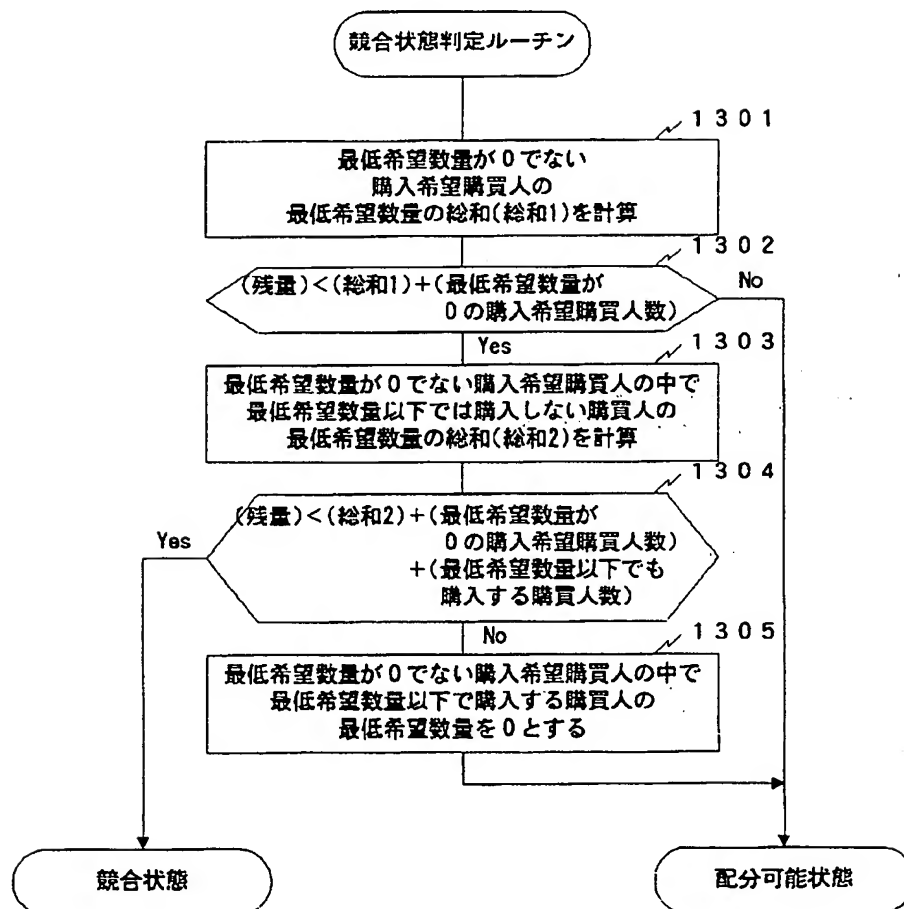 競合状態判定ルーチン
1301
最低希望数量が0でない
購入希望購買人の
最低希望数量の総和(総和1)を計算
1302
(残量)<(総和1)+(最低希望数量が
0の購入希望購買人数)
No
Yes
1303
最低希望数量が0でない購入希望購買人の中で
最低希望数量以下では購入しない購買人の
最低希望数量の総和(総和2)を計算
1304
(残量)<(総和2)+(最低希望数量が
0の購入希望購買人数)
+(最低希望数量以下でも
購入する購買人数)
Yes
No
1305
最低希望数量が0でない購入希望購買人の中で
最低希望数量以下で購入する購買人の
最低希望数量を0とする
競合状態
配分可能状態